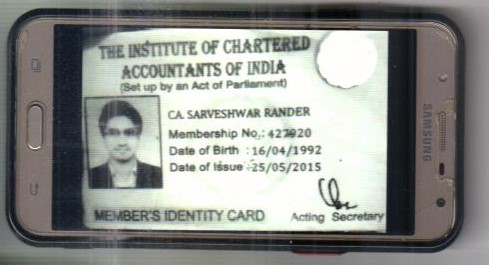 THE INSTITUTE OF CHARTERED
ACCOUNTANTS OF INDIA
(Set up by an Act of Parliament)
CA. SARVESHWAR RANDER
Membership No.: 427920
Date of Birth : 16/04/1992
Date of Issue : 25/05/2015
MEMBER'S IDENTITY CARD
Acting Secretary
SAMSUNG